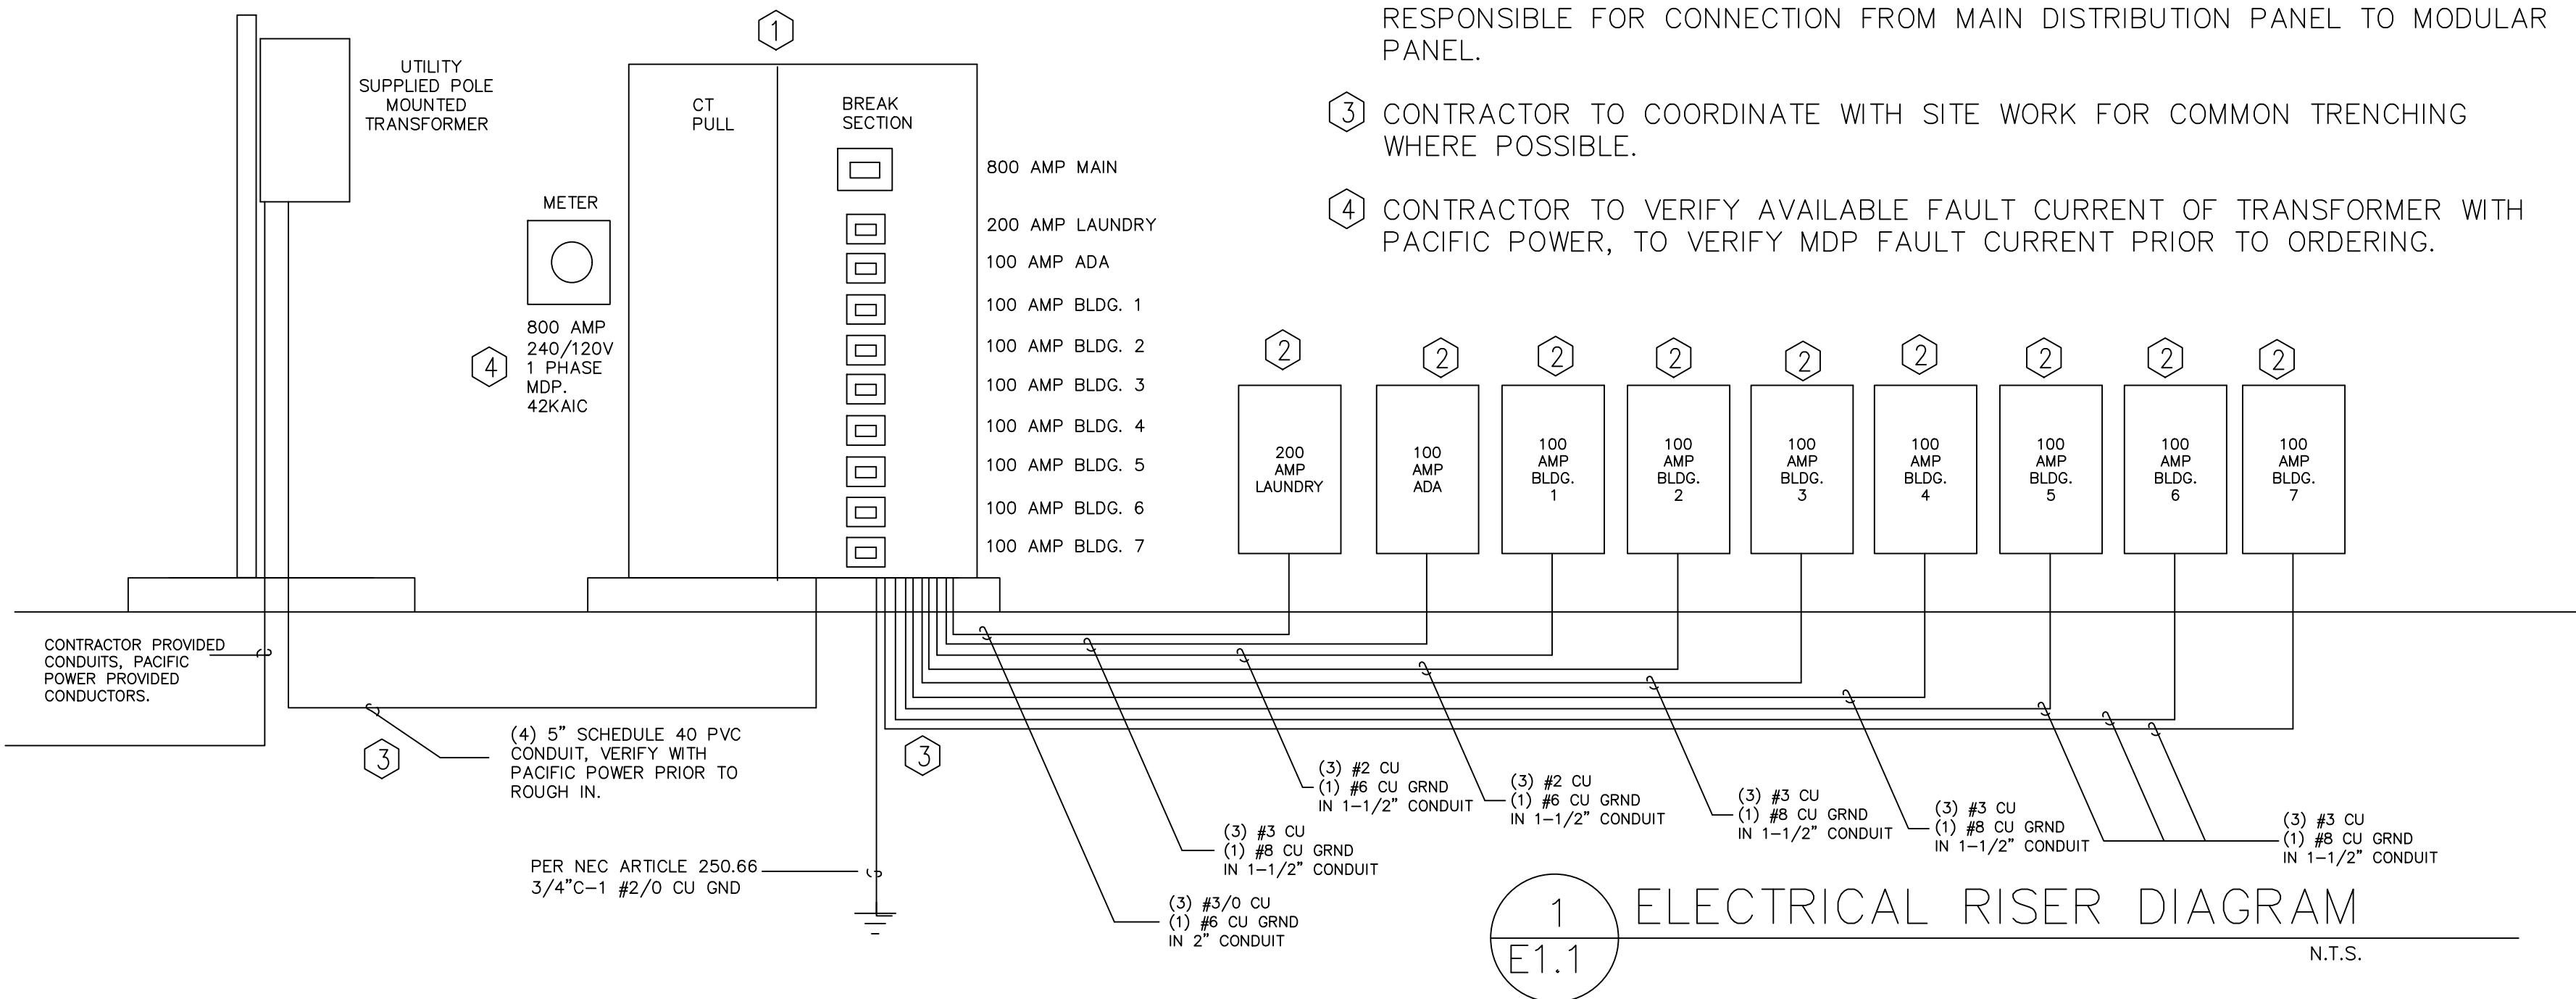 RESPONSIBLE FOR CONNECTION FROM MAIN DISTRIBUTION PANEL TO MODULAR
PANEL.
3 CONTRACTOR TO COORDINATE WITH SITE WORK FOR COMMON TRENCHING
WHERE POSSIBLE.
4 CONTRACTOR TO VERIFY AVAILABLE FAULT CURRENT OF TRANSFORMER WITH
PACIFIC POWER, TO VERIFY MDP FAULT CURRENT PRIOR TO ORDERING.
UTILITY
SUPPLIED POLE
MOUNTED
TRANSFORMER
1
CT
PULL
BREAK
SECTION
METER
4
800 AMP
240/120V
1 PHASE
MDP.
42KAIC
800 AMP MAIN
200 AMP LAUNDRY
100 AMP ADA
100 AMP BLDG. 1
100 AMP BLDG. 2
100 AMP BLDG. 3
100 AMP BLDG. 4
100 AMP BLDG. 5
100 AMP BLDG. 6
100 AMP BLDG. 7
2
200
AMP
LAUNDRY
2
100
AMP
ADA
2
100
AMP
BLDG.
1
2
100
AMP
BLDG.
2
2
100
AMP
BLDG.
3
2
100
AMP
BLDG.
4
2
100
AMP
BLDG.
5
2
100
AMP
BLDG.
6
2
100
AMP
BLDG.
7
CONTRACTOR PROVIDED
CONDUITS, PACIFIC
POWER PROVIDED
CONDUCTORS.
3
(4) 5" SCHEDULE 40 PVC
CONDUIT, VERIFY WITH
PACIFIC POWER PRIOR TO
ROUGH IN.
3
PER NEC ARTICLE 250.66
3/4"C-1 #2/0 CU GND
(3) #3/0 CU
(1) #6 CU GRND
IN 2" CONDUIT
(3) #3 CU
(1) #8 CU GRND
IN 1-1/2" CONDUIT
(3) #2 CU
(1) #6 CU GRND
IN 1-1/2" CONDUIT
(3) #2 CU
(1) #6 CU GRND
IN 1-1/2" CONDUIT
(3) #3 CU
(1) #8 CU GRND
IN 1-1/2" CONDUIT
(3) #3 CU
(1) #8 CU GRND
IN 1-1/2" CONDUIT
(3) #3 CU
(1) #8 CU GRND
IN 1-1/2" CONDUIT
1
E1.1
ELECTRICAL RISER DIAGRAM
N.T.S.